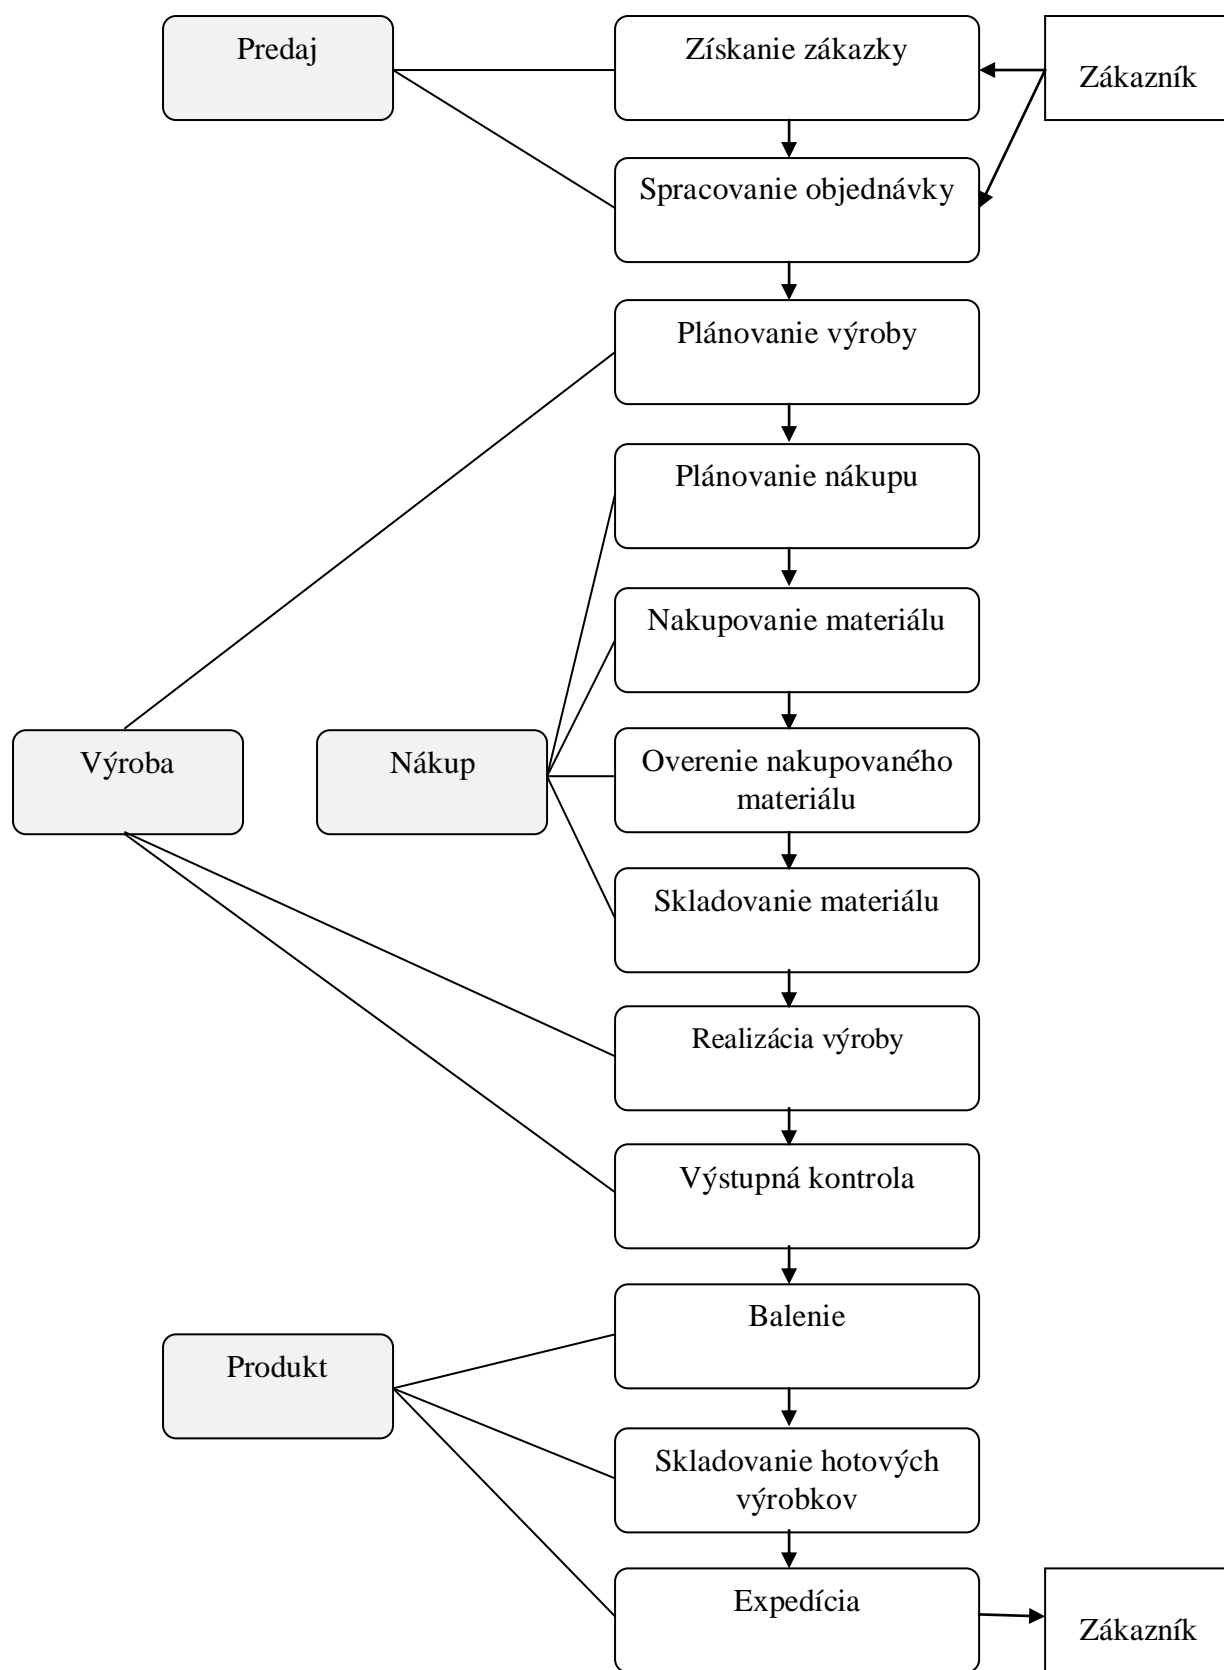 Predaj
Získanie zákazky
Zákazník
Spracovanie objednávky
Plánovanie výroby
Plánovanie nákupu
Nakupovanie materiálu
Výroba
Nákup
Overenie nakupovaného
materiálu
Skladovanie materiálu
Realizácia výroby
Výstupná kontrola
Balenie
Produkt
Skladovanie hotových
výrobkov
Expedícia
Zákazník